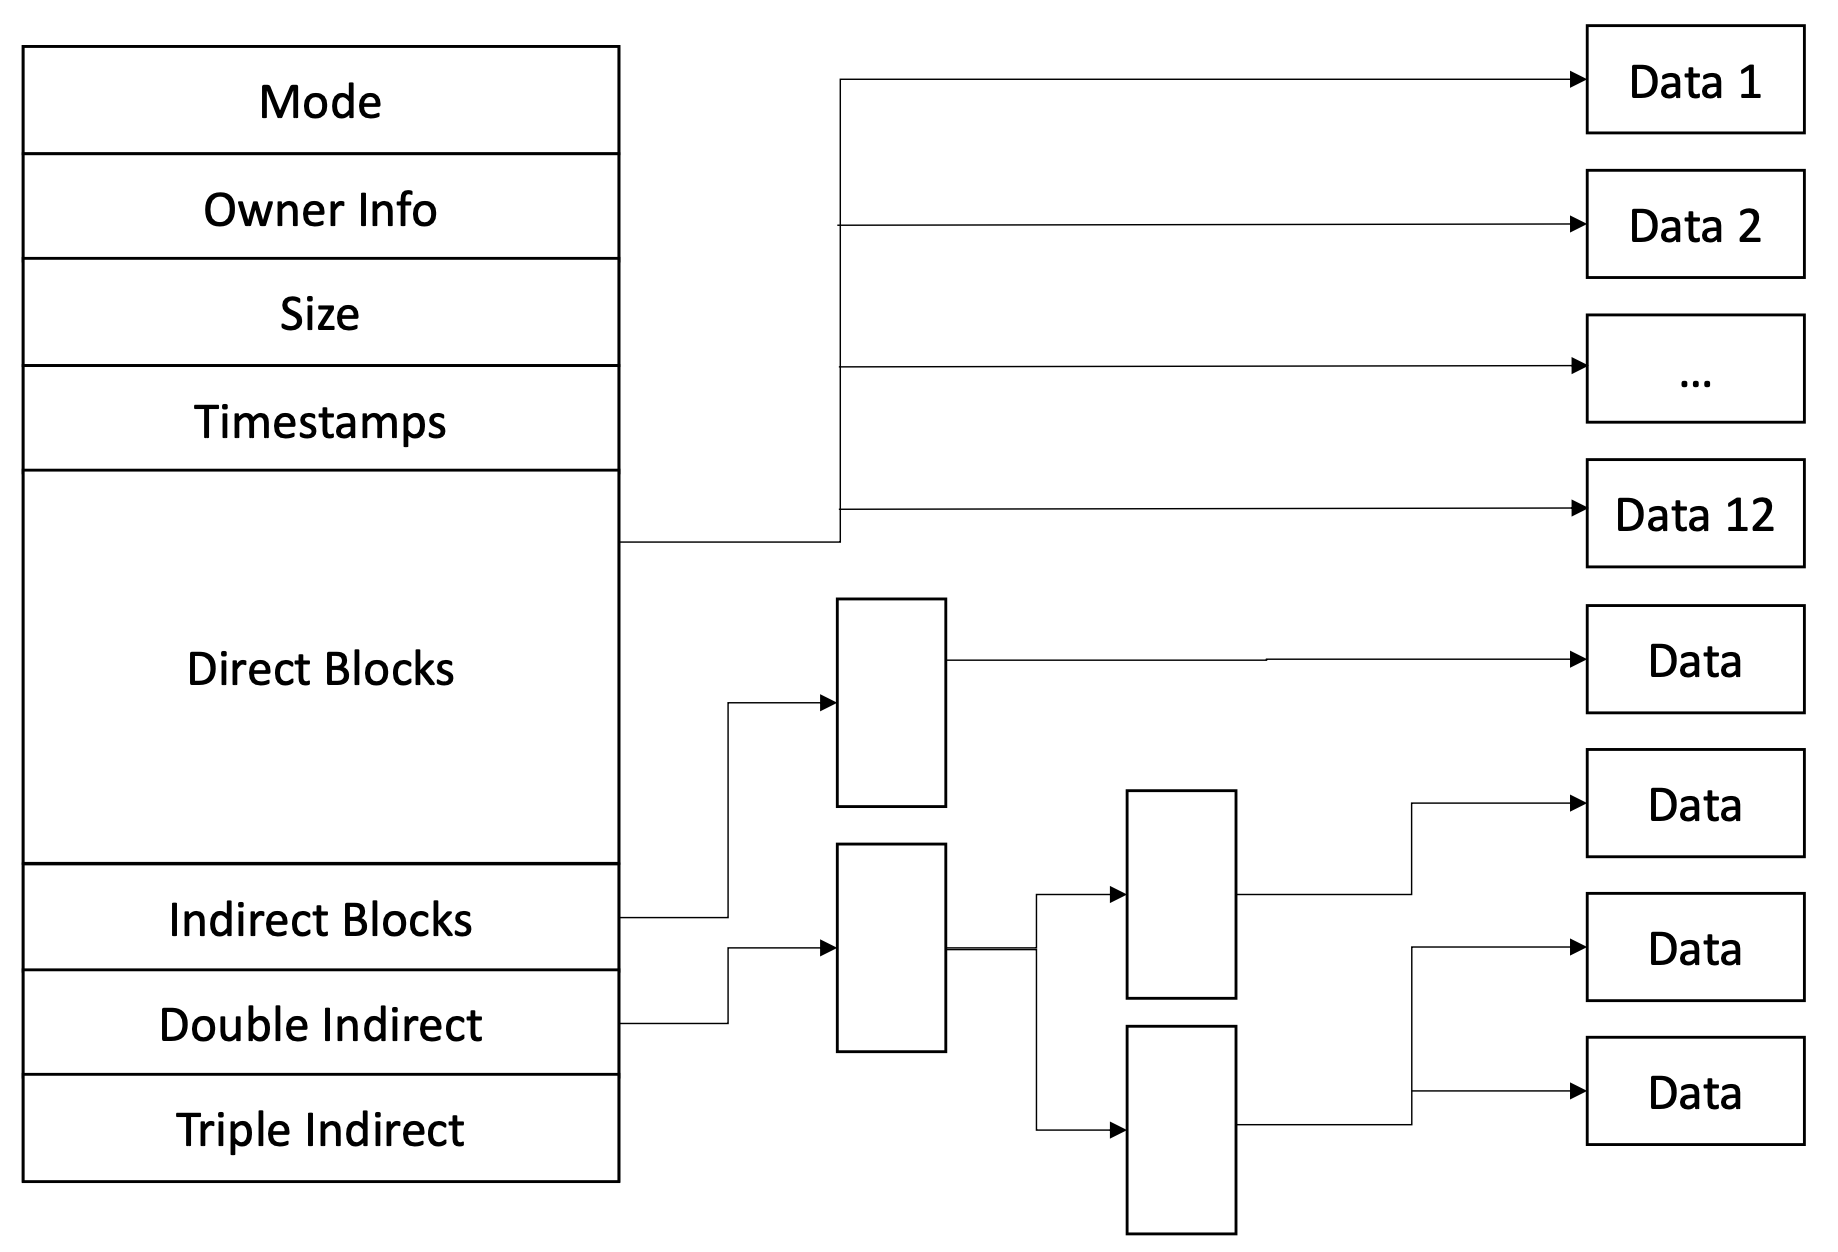 Mode
Owner Info
Size
Timestamps
Direct Blocks
Indirect Blocks
Double Indirect
Triple Indirect
Data 1
Data 2
...
Data 12
Data
Data
Data
Data